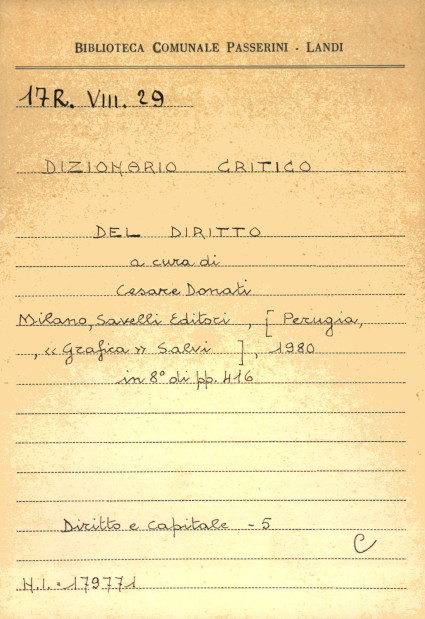 BIBLIOTECA COMUNALE PASSERINI - LANDI
17R. VIII. 29
DIZIONARIO CRITICO
DEL DIRITTO
a cura di
Cesare Donati
Milano, Savelli Editori, [ Perugia,
, « Grafica » Salvi ], 1980
in 8° di pp. 416
Diritto e capitale - 5
C
N.I. = 179771